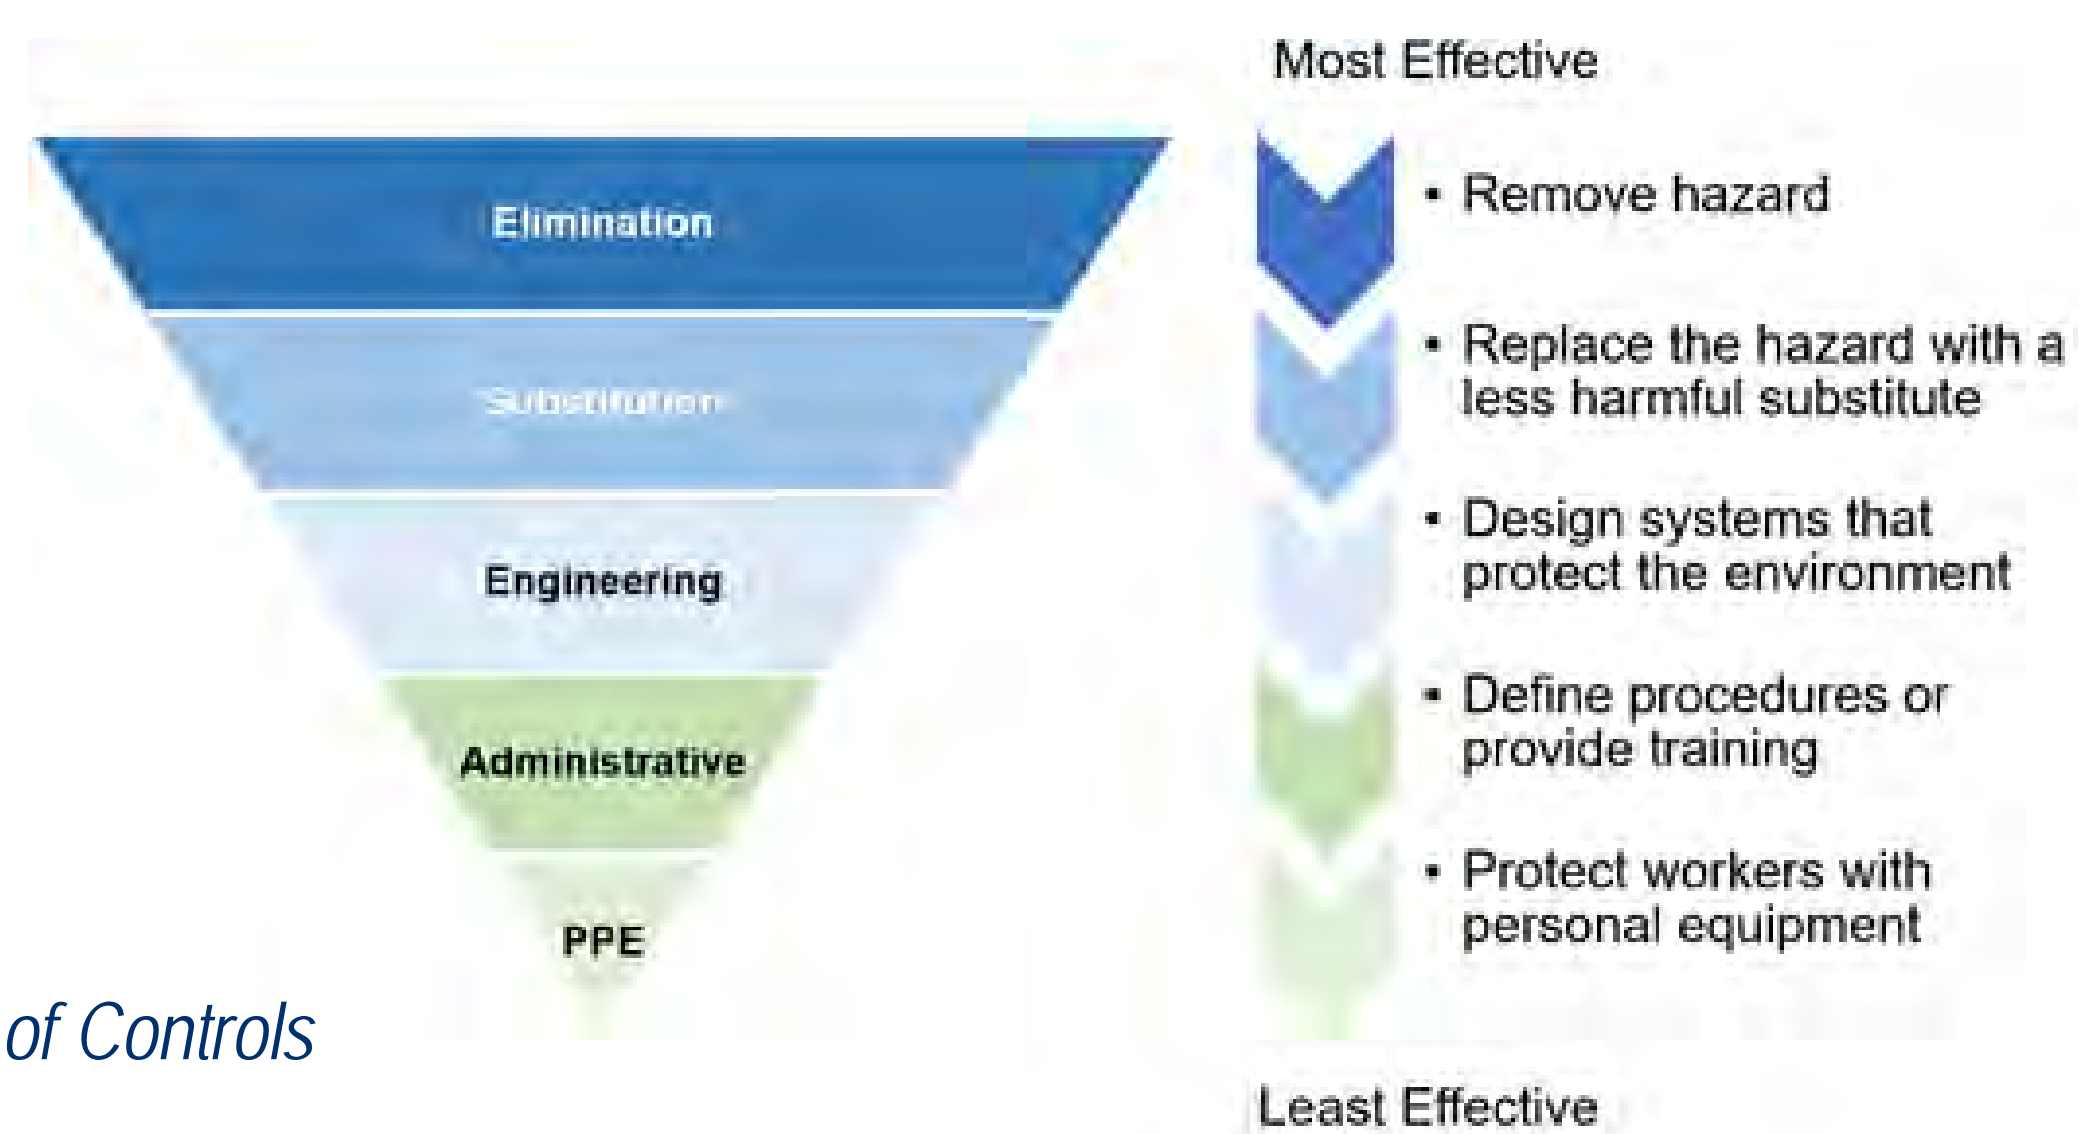 Most Effective
Elimination
Substitution
Engineering
Administrative
PPE
• Remove hazard
• Replace the hazard with a
less harmful substitute
• Design systems that
protect the environment
• Define procedures or
provide training
• Protect workers with
personal equipment
of Controls
Least Effective